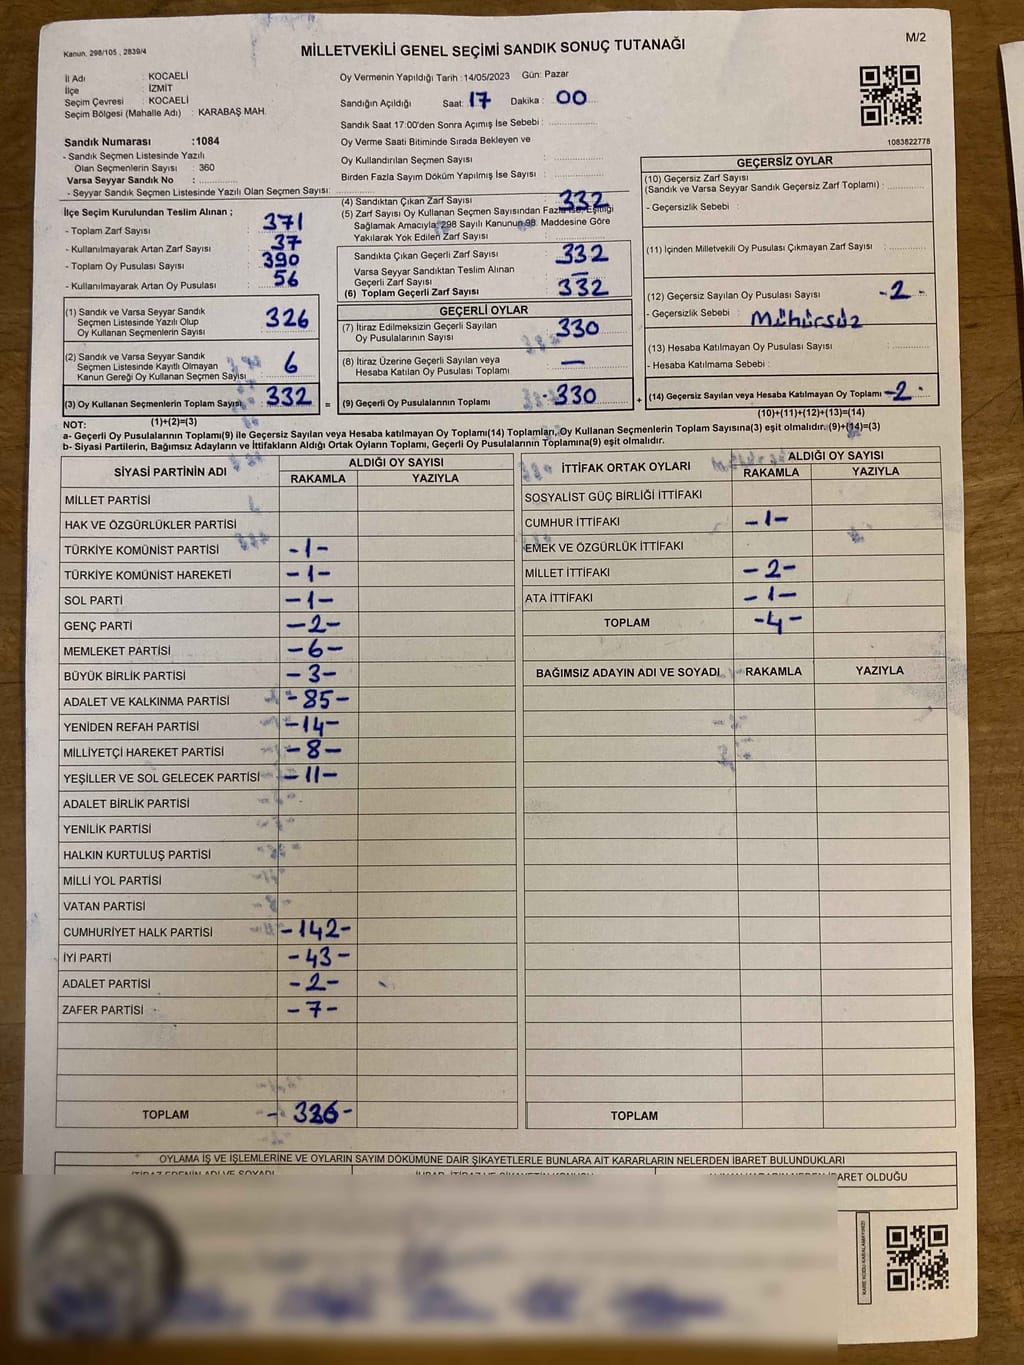 Kanun, 298/105 , 2839/4
MİLLETVEKİLİ GENEL SEÇİMİ SANDIK SONUÇ TUTANAĞI
M/2
İl Adı : KOCAELİ
İlçe : İZMİT
Seçim Çevresi : KOCAELİ
Seçim Bölgesi (Mahalle Adı) : KARABAŞ MAH.
Sandık Numarası :1084
- Sandık Seçmen Listesinde Yazılı
Olan Seçmenlerin Sayısı : 360
Varsa Seyyar Sandık No :
- Seyyar Sandık Seçmen Listesinde Yazılı Olan Seçmen Sayısı:
Oy Vermenin Yapıldığı Tarih :14/05/2023 Gün: Pazar
Sandığın Açıldığı Saat: 17 Dakika : 00
Sandık Saat 17:00'den Sonra Açımış İse Sebebi :
Oy Verme Saati Bitiminde Sırada Bekleyen ve
Oy Kullandırılan Seçmen Sayısı :
Birden Fazla Sayım Döküm Yapılmış İse Sayısı :
1083822778
İlçe Seçim Kurulundan Teslim Alınan ;
- Toplam Zarf Sayısı : 371
- Kullanılmayarak Artan Zarf Sayısı : 37
- Toplam Oy Pusulası Sayısı : 390
- Kullanılmayarak Artan Oy Pusulası : 56
(1) Sandık ve Varsa Seyyar Sandık
Seçmen Listesinde Yazılı Olup
Oy Kullanan Seçmenlerin Sayısı : 326
(2) Sandık ve Varsa Seyyar Sandık
Seçmen Listesinde Kayıtlı Olmayan
Kanun Gereği Oy Kullanan Seçmen Sayısı 6
(3) Oy Kullanan Seçmenlerin Toplam Sayısı 332 =
(1)+(2)=(3)
(4) Sandıktan Çıkan Zarf Sayısı : 332
(5) Zarf Sayısı Oy Kullanan Seçmen Sayısından Fazla İse, Eşitliği
Sağlamak Amacıyla; 298 Sayılı Kanunun 98. Maddesine Göre
Yakılarak Yok Edilen Zarf Sayısı :
Sandıkta Çıkan Geçerli Zarf Sayısı : 332
Varsa Seyyar Sandıktan Teslim Alınan
Geçerli Zarf Sayısı : —
(6) Toplam Geçerli Zarf Sayısı : 332
GEÇERLİ OYLAR
(7) İtiraz Edilmeksizin Geçerli Sayılan
Oy Pusulalarının Sayısı : 330
(8) İtiraz Üzerine Geçerli Sayılan veya
Hesaba Katılan Oy Pusulası Toplamı —
(9) Geçerli Oy Pusulalarının Toplamı 330 +
GEÇERSİZ OYLAR
(10) Geçersiz Zarf Sayısı
(Sandık ve Varsa Seyyar Sandık Geçersiz Zarf Toplamı) :
- Geçersizlik Sebebi :
(11) İçinden Milletvekili Oy Pusulası Çıkmayan Zarf Sayısı :
(12) Geçersiz Sayılan Oy Pusulası Sayısı : -2-
- Geçersizlik Sebebi : Mühürsüz
(13) Hesaba Katılmayan Oy Pusulası Sayısı :
- Hesaba Katılmama Sebebi :
(14) Geçersiz Sayılan veya Hesaba Katılmayan Oy Toplamı -2-
(10)+(11)+(12)+(13)=(14)
NOT:
a- Geçerli Oy Pusulalarının Toplamı(9) ile Geçersiz Sayılan veya Hesaba katılmayan Oy Toplamı(14) Toplamları, Oy Kullanan Seçmenlerin Toplam Sayısına(3) eşit olmalıdır. (9)+(14)=(3)
b- Siyasi Partilerin, Bağımsız Adayların ve İttifakların Aldığı Ortak Oyların Toplamı, Geçerli Oy Pusulalarının Toplamına(9) eşit olmalıdır.
SİYASİ PARTİNİN ADI ALDIĞI OY SAYISI
RAKAMLA YAZIYLA
MİLLET PARTİSİ
HAK VE ÖZGÜRLÜKLER PARTİSİ
TÜRKİYE KOMÜNİST PARTİSİ -1-
TÜRKİYE KOMÜNİST HAREKETİ -1-
SOL PARTİ -1-
GENÇ PARTİ -2-
MEMLEKET PARTİSİ -6-
BÜYÜK BİRLİK PARTİSİ -3-
ADALET VE KALKINMA PARTİSİ -85-
YENİDEN REFAH PARTİSİ -14-
MİLLİYETÇİ HAREKET PARTİSİ -8-
YEŞİLLER VE SOL GELECEK PARTİSİ -11-
ADALET BİRLİK PARTİSİ
YENİLİK PARTİSİ
HALKIN KURTULUŞ PARTİSİ
MİLLİ YOL PARTİSİ
VATAN PARTİSİ
CUMHURİYET HALK PARTİSİ -142-
İYİ PARTİ -43-
ADALET PARTİSİ -2-
ZAFER PARTİSİ -7-
TOPLAM -326-
İTTİFAK ORTAK OYLARI ALDIĞI OY SAYISI
RAKAMLA YAZIYLA
SOSYALİST GÜÇ BİRLİĞİ İTTİFAKI
CUMHUR İTTİFAKI -1-
EMEK VE ÖZGÜRLÜK İTTİFAKI
MİLLET İTTİFAKI -2-
ATA İTTİFAKI -1-
TOPLAM -4-
BAĞIMSIZ ADAYIN ADI VE SOYADI RAKAMLA YAZIYLA
TOPLAM
OYLAMA İŞ VE İŞLEMLERİNE VE OYLARIN SAYIM DÖKÜMÜNE DAİR ŞİKAYETLERLE BUNLARA AİT KARARLARIN NELERDEN İBARET BULUNDUKLARI
İTİRAZ EDENİN ADI VE SOYADI
BARET OLDUĞU
KARE KODU KARALAMAYINIZ!